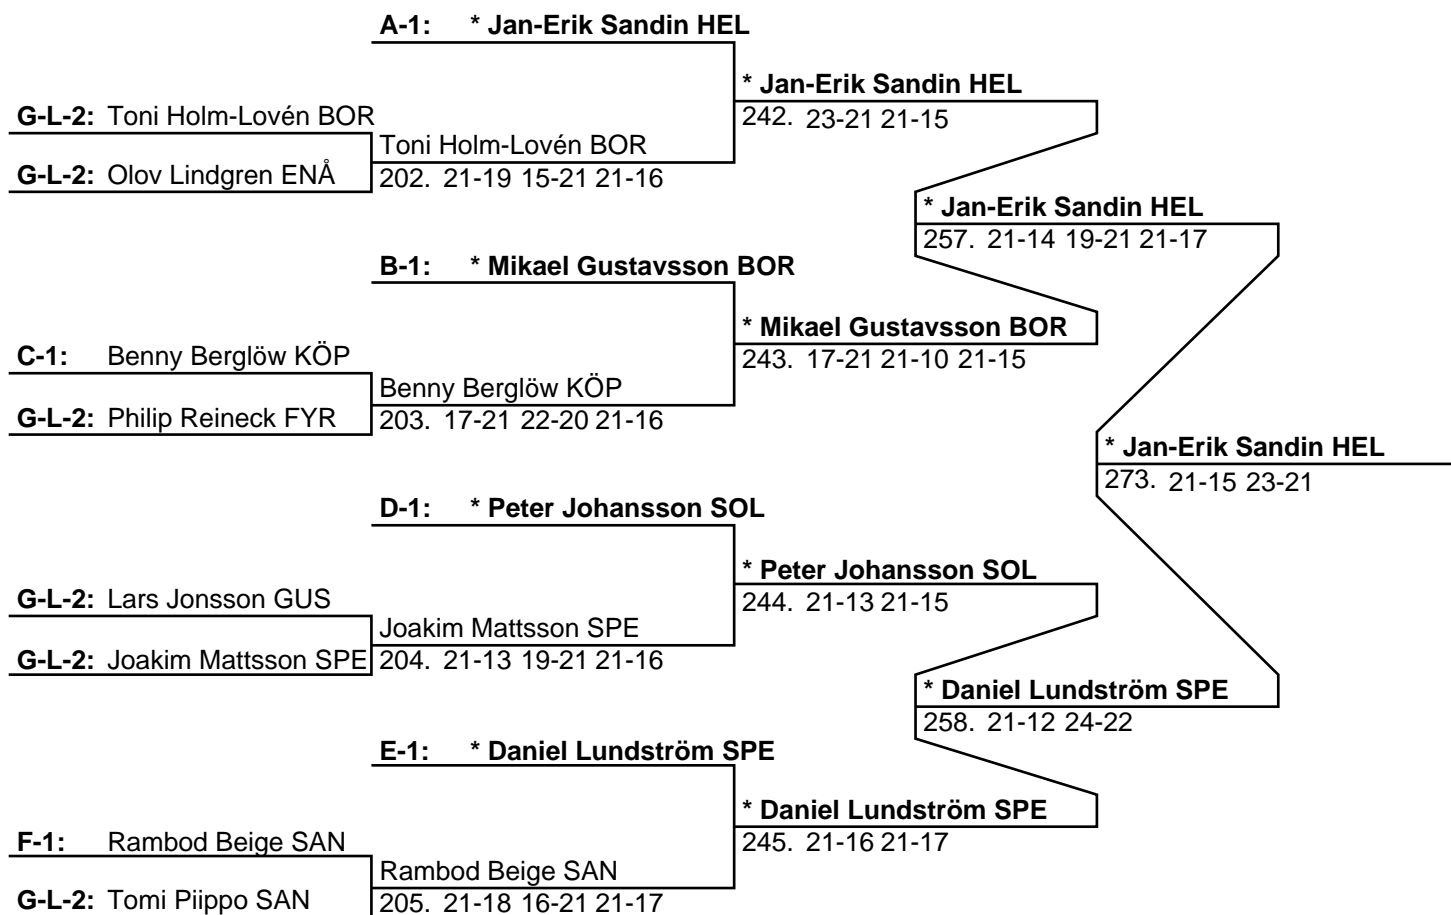 A-1: * Jan-Erik Sandin HEL
* Jan-Erik Sandin HEL
G-L-2: Toni Holm-Lovén BOR
242. 23-21 21-15
Toni Holm-Lovén BOR
G-L-2: Olov Lindgren ENÅ
202. 21-19 15-21 21-16
* Jan-Erik Sandin HEL
257. 21-14 19-21 21-17
B-1: * Mikael Gustavsson BOR
* Mikael Gustavsson BOR
C-1: Benny Berglöw KÖP
243. 17-21 21-10 21-15
Benny Berglöw KÖP
G-L-2: Philip Reineck FYR
203. 17-21 22-20 21-16
* Jan-Erik Sandin HEL
273. 21-15 23-21
D-1: * Peter Johansson SOL
* Peter Johansson SOL
G-L-2: Lars Jonsson GUS
244. 21-13 21-15
Joakim Mattsson SPE
G-L-2: Joakim Mattsson SPE
204. 21-13 19-21 21-16
* Daniel Lundström SPE
258. 21-12 24-22
E-1: * Daniel Lundström SPE
* Daniel Lundström SPE
F-1: Rambod Beige SAN
245. 21-16 21-17
Rambod Beige SAN
G-L-2: Tomi Piippo SAN
205. 21-18 16-21 21-17